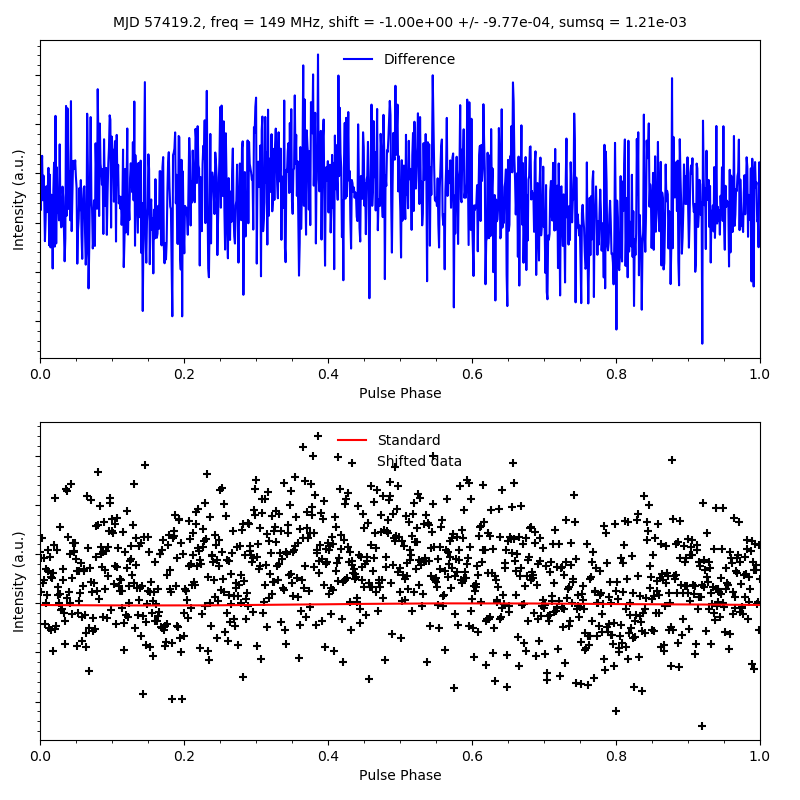 MJD 57419.2, freq = 149 MHz, shift = -1.00e+00 +/- -9.77e-04, sumsq = 1.21e-03
Difference
Intensity (a.u.)
0.0 0.2 0.4 0.6 0.8 1.0
Pulse Phase
Standard
Shifted data
Intensity (a.u.)
0.0 0.2 0.4 0.6 0.8 1.0
Pulse Phase